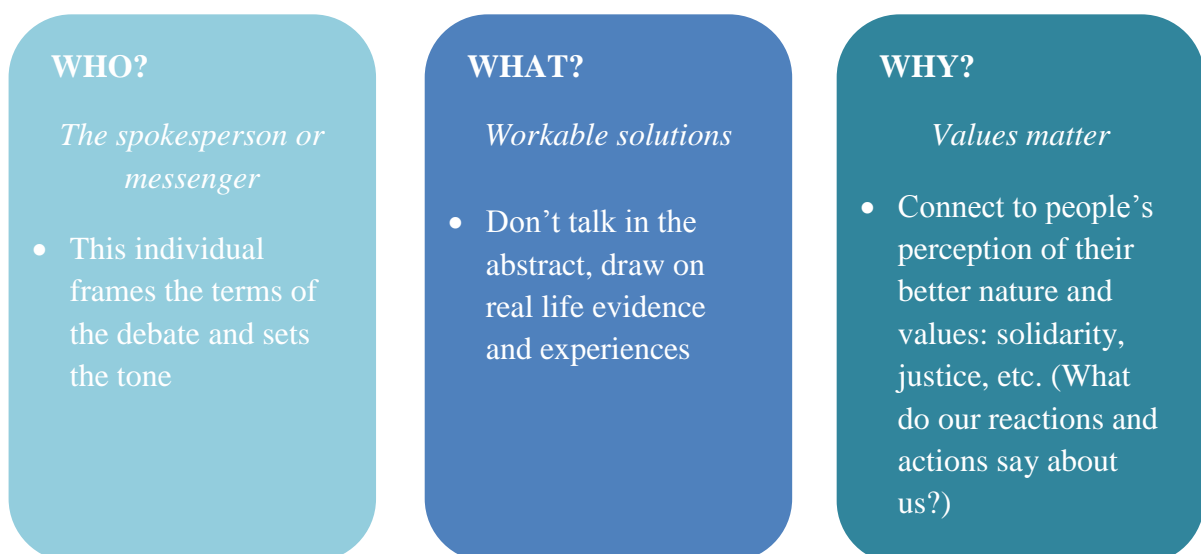 WHO?
The spokesperson or
messenger
• This individual
frames the terms of
the debate and sets
the tone
WHAT?
Workable solutions
• Don’t talk in the
abstract, draw on
real life evidence
and experiences
WHY?
Values matter
• Connect to people’s
perception of their
better nature and
values: solidarity,
justice, etc. (What
do our reactions and
actions say about
us?)